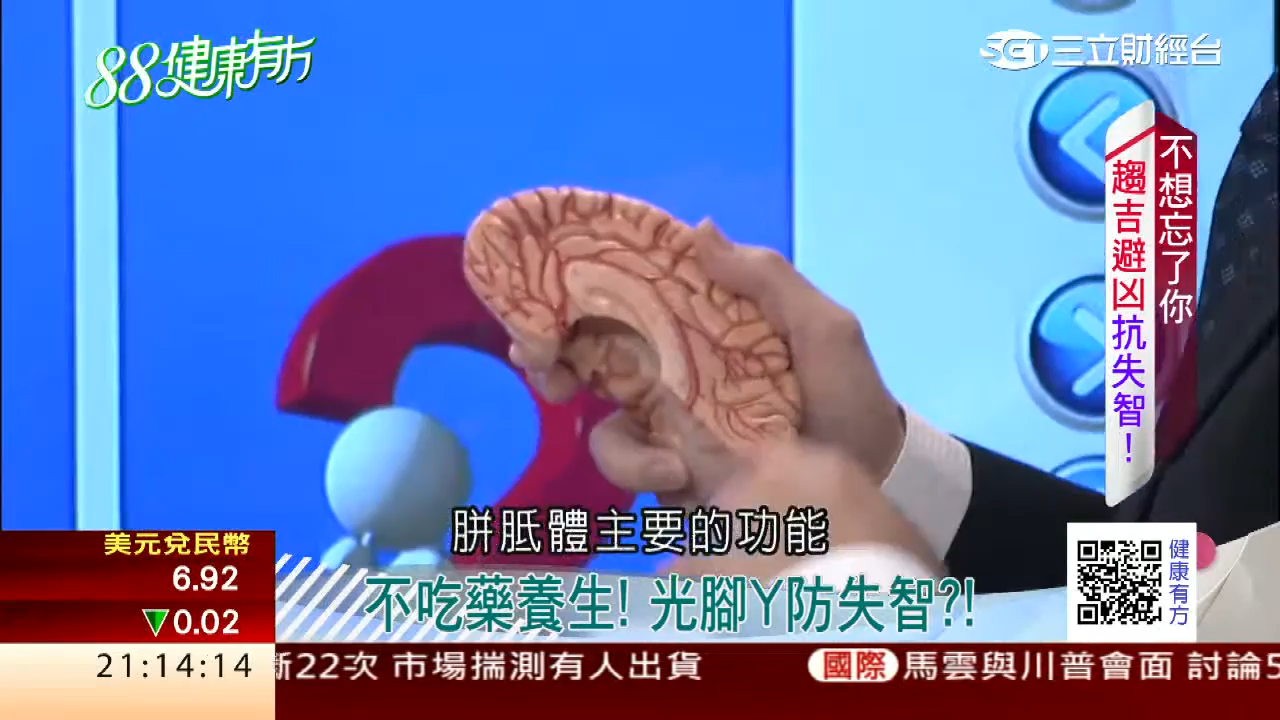 88健康有方
SET三立財經台
不想忘了你
趨吉避凶抗失智！
胼胝體主要的功能
不吃藥養生！光腳丫防失智？！
健康有方
美元兌民幣
6.92
▼0.02
21:14:14
新22次 市場揣測有人出貨 國際 馬雲與川普會面 討論5